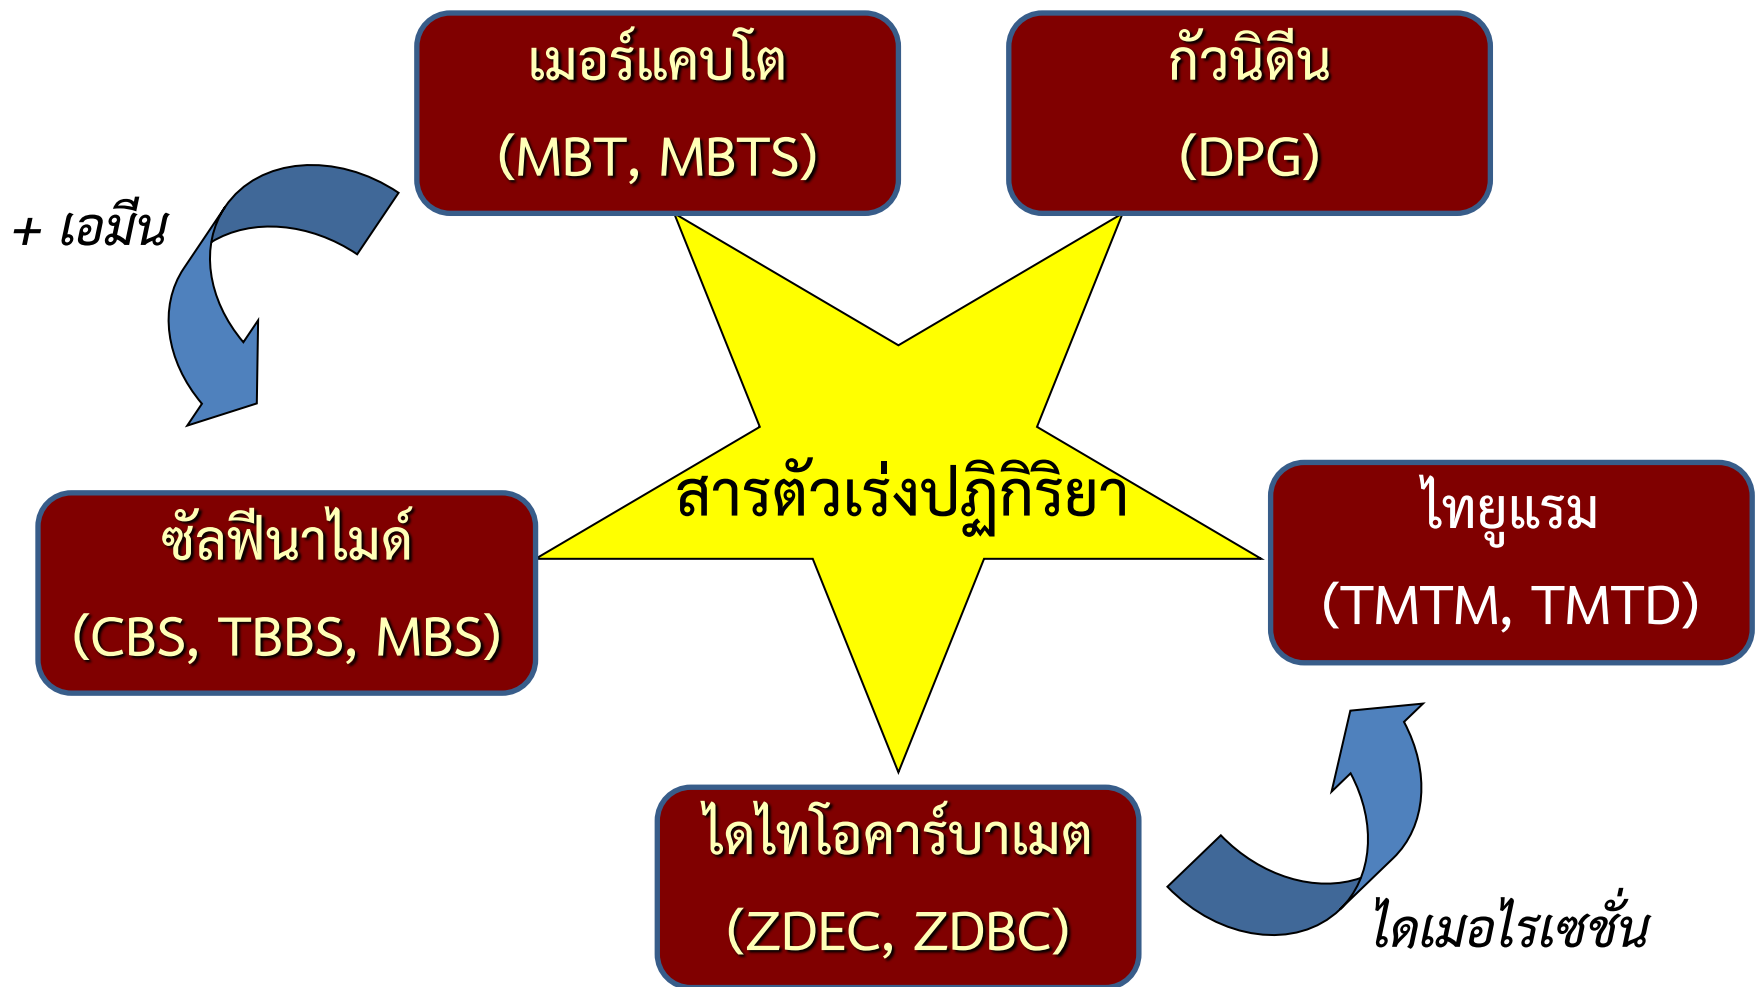 เมอร์แคบโต
(MBT, MBTS)
กัวนิดีน
(DPG)
+ เอมีน
สารตัวเร่งปฏิกิริยา
ซัลฟีนาไมด์
(CBS, TBBS, MBS)
ไทยูแรม
(TMTM, TMTD)
ไดไทโอคาร์บาเมต
(ZDEC, ZDBC)
ไดเมอไรเซชั่น